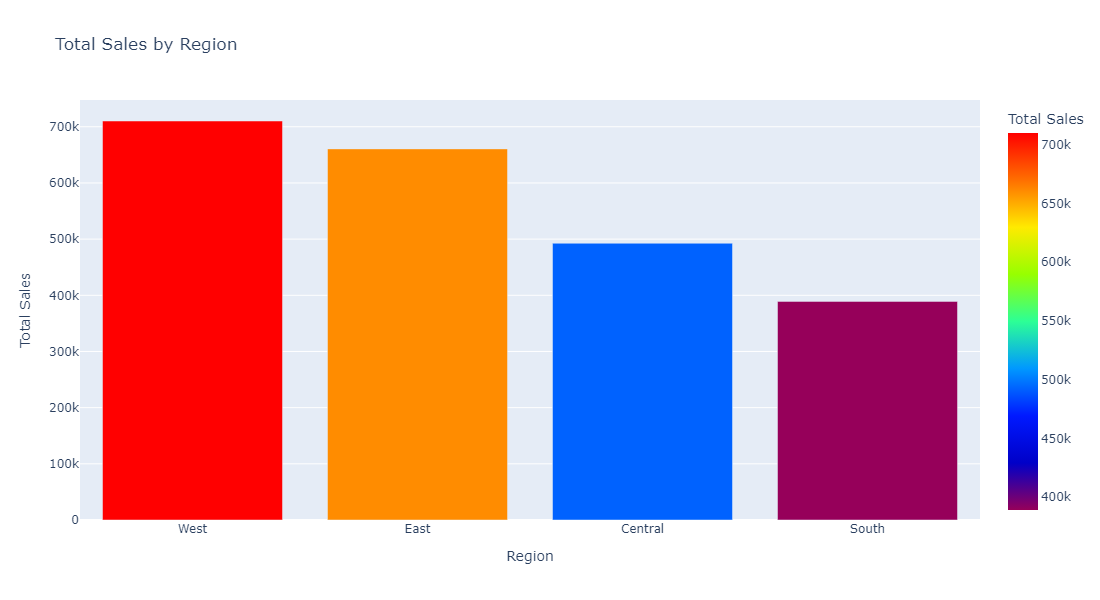 Total Sales by Region
Total Sales
700k
600k
500k
400k
300k
200k
100k
0
West
East
Central
South
Region
Total Sales
700k
650k
600k
550k
500k
450k
400k